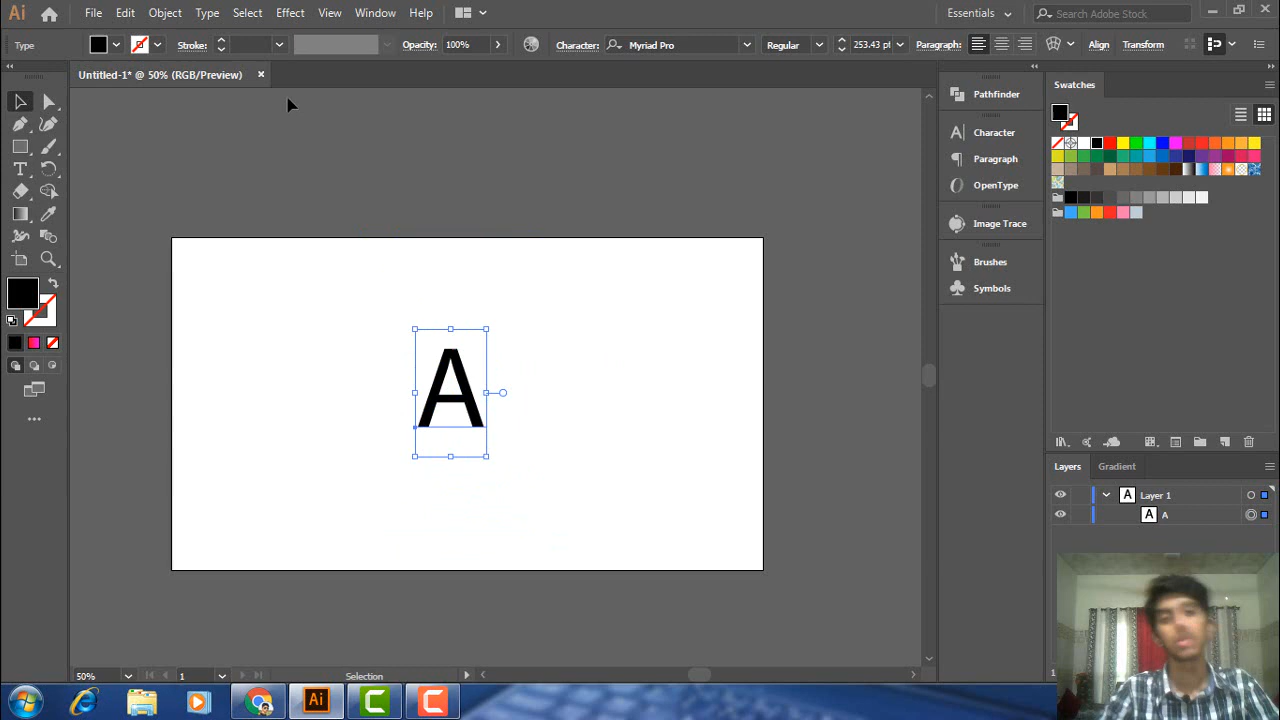 Ai File Edit Object Type Select Effect View Window Help Essentials Search Adobe Stock
Type Stroke: Opacity: 100% Character: Myriad Pro Regular 253.43 pt Paragraph: Align Transform
Untitled-1* @ 50% (RGB/Preview)
Pathfinder
Character
Paragraph
OpenType
Image Trace
Brushes
Symbols
Swatches
A
Layers Gradient
A Layer 1
A A
50% 1 Selection
Ai